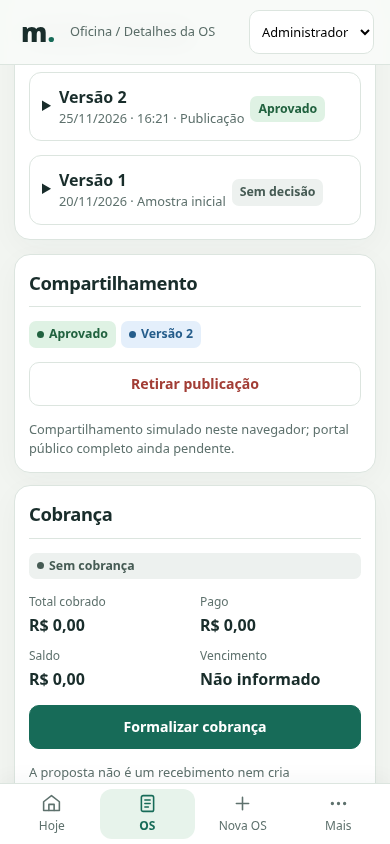 m.
Oficina / Detalhes da OS
Administrador
Versão 2
25/11/2026 · 16:21 · Publicação
Aprovado
Versão 1
20/11/2026 · Amostra inicial
Sem decisão
Compartilhamento
Aprovado
Versão 2
Retirar publicação
Compartilhamento simulado neste navegador; portal
público completo ainda pendente.
Cobrança
Sem cobrança
Total cobrado
Pago
R$ 0,00
R$ 0,00
Saldo
Vencimento
R$ 0,00
Não informado
Formalizar cobrança
A proposta não é um recebimento nem cria
Hoje
OS
Nova OS
Mais